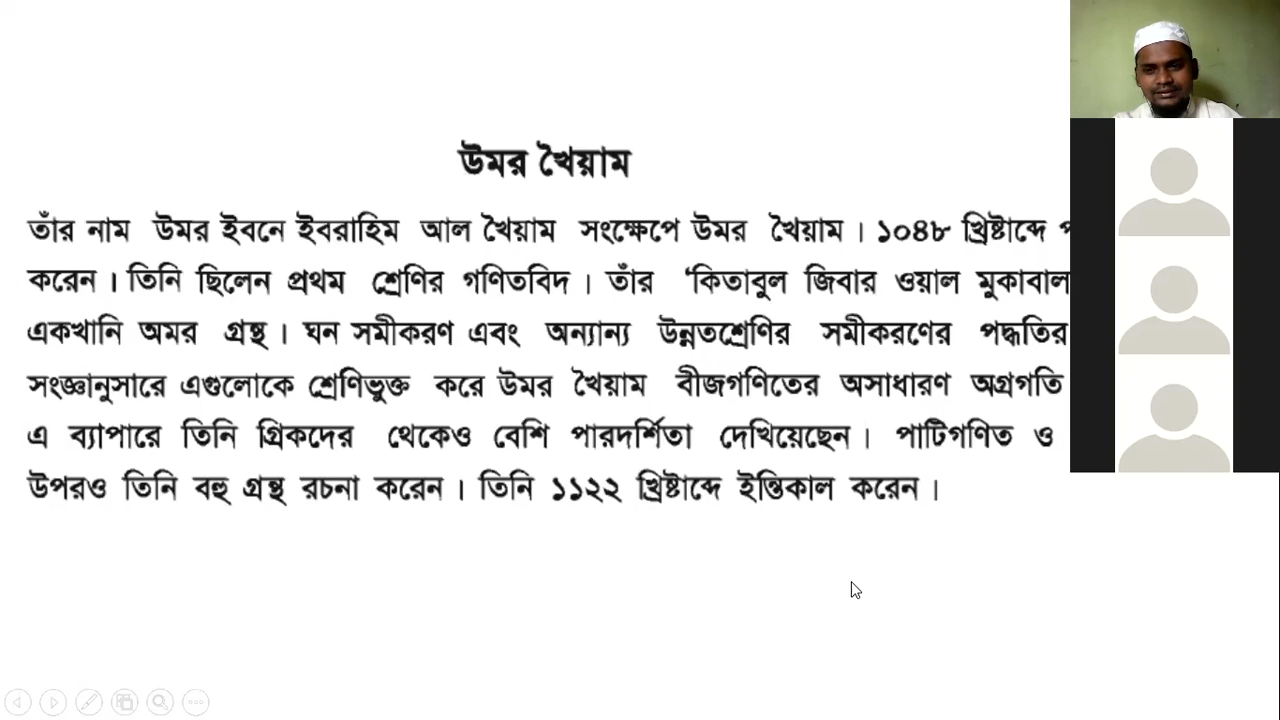 উমর খৈয়াম
তাঁর নাম উমর ইবনে ইবরাহিম আল খৈয়াম সংক্ষেপে উমর খৈয়াম। ১০৪৮ খ্রিষ্টাব্দে
করেন। তিনি ছিলেন প্রথম শ্রেণির গণিতবিদ। তাঁর ‘কিতাবুল জিবার ওয়াল মুকাবাল
একখানি অমর গ্রন্থ। ঘন সমীকরণ এবং অন্যান্য উন্নতশ্রেণির সমীকরণের পদ্ধতির
সংজ্ঞানুসারে এগুলোকে শ্রেণিভুক্ত করে উমর খৈয়াম বীজগণিতের অসাধারণ অগ্রগতি
এ ব্যাপারে তিনি গ্রিকদের থেকেও বেশি পারদর্শিতা দেখিয়েছেন। পাটিগণিত ও
উপরও তিনি বহু গ্রন্থ রচনা করেন। তিনি ১১২২ খ্রিষ্টাব্দে ইন্তিকাল করেন।